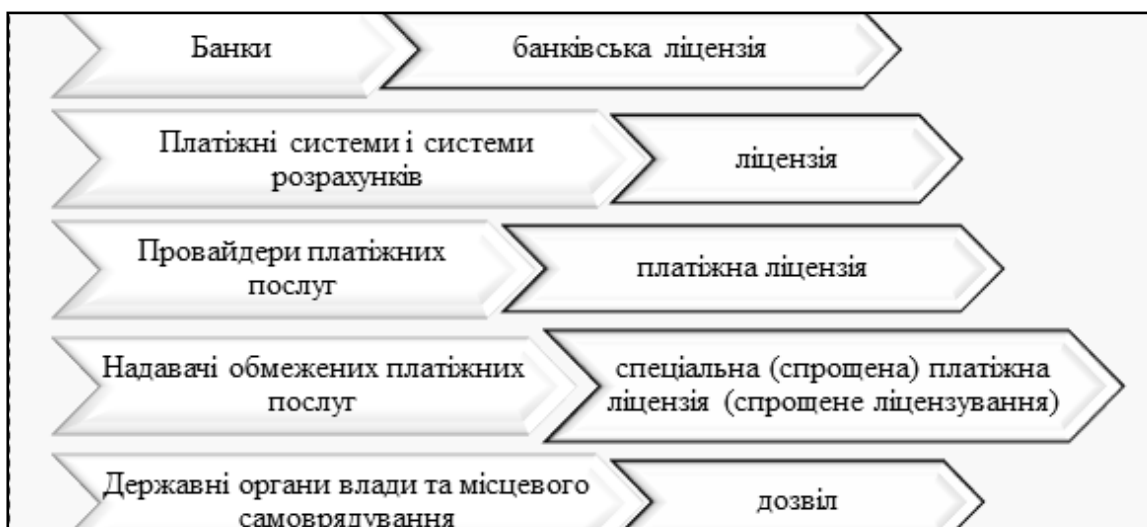 Банки
банківська ліцензія
Платіжні системи і системи
розрахунків
ліцензія
Провайдери платіжних
послуг
платіжна ліцензія
Надавачі обмежених платіжних
послуг
спеціальна (спрощена) платіжна
ліцензія (спрощене ліцензування)
Державні органи влади та місцевого
самоврядування
дозвіл